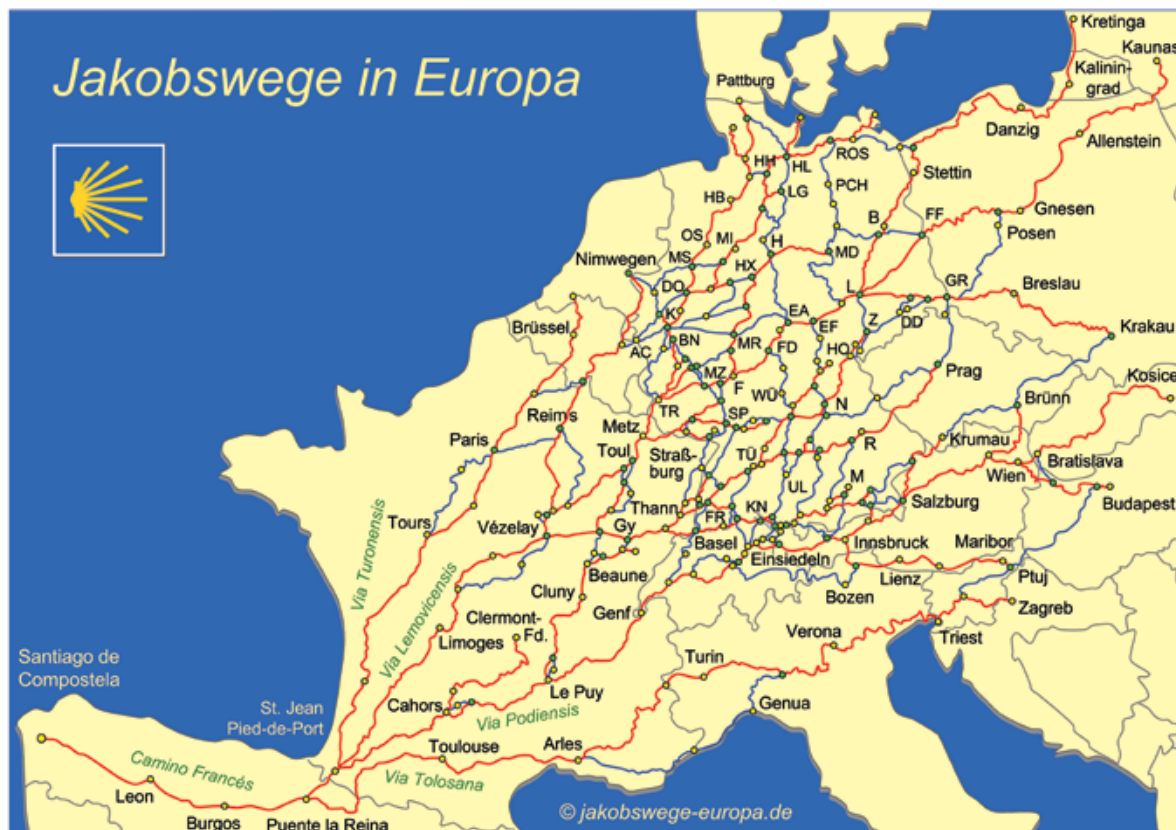 Jakobswege in Europa
Kretinga
Kaunas
Kalinin-
grad
Pattburg
Danzig
Allenstein
HH
HL
ROS
Stettin
PCH
HB
LG
Gnesen
B
FF
Posen
OS
MI
H
MD
Nimwegen
MS
HX
GR
Breslau
DO
L
Brüssel
K
EA
EF
Z
DD
Krakau
AC
BN
MR
FD
HO
Prag
Kosice
MZ
F
WÜ
Brünn
TR
N
Reims
SP
Metz
Krumau
Paris
Toul
Straß-
burg
TÜ
R
Wien
Bratislava
UL
M
Salzburg
Budapest
Thann
Tours
Vézelay
Gy
FR
KN
Basel
Innsbruck
Maribor
Beaune
Einsiedeln
Lienz
Ptuj
Via Turonensis
Cluny
Bozen
Genf
Zagreb
Clermont-
Fd.
Limoges
Via Lemovicensis
Verona
Triest
Santiago de
Compostela
Turin
Le Puy
St. Jean
Pied-de-Port
Cahors
Genua
Via Podiensis
Toulouse
Arles
Camino Francés
Via Tolosana
Leon
Burgos
Puente la Reina
© jakobswege-europa.de